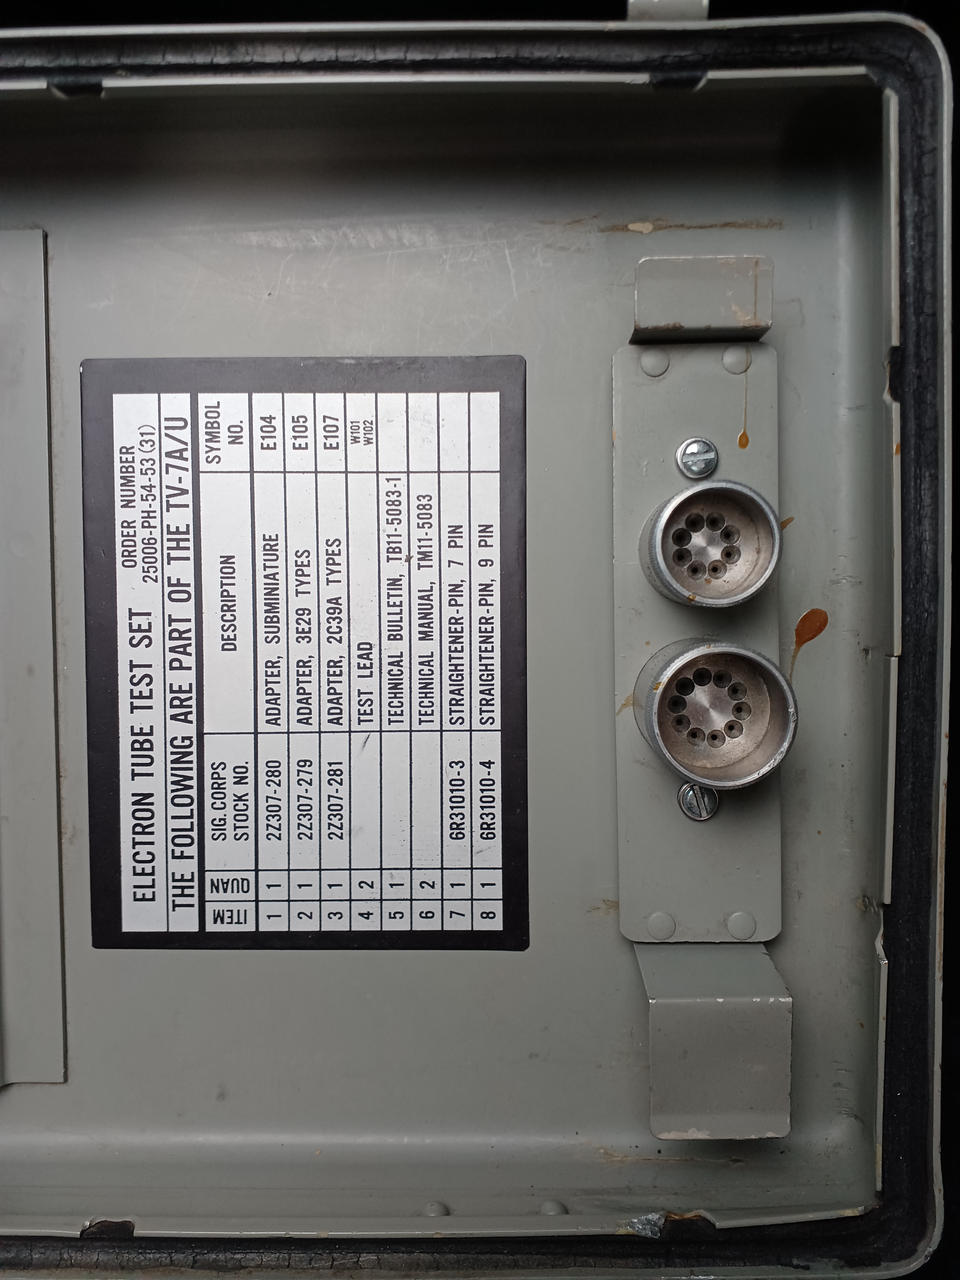 ELECTRON TUBE TEST SET
ORDER NUMBER
25006-PH-54-53 (31)
THE FOLLOWING ARE PART OF THE TV-7A/U
ITEM QUAN SIG. CORPS STOCK NO. DESCRIPTION SYMBOL NO.
1 1 2Z307-280 ADAPTER, SUBMINIATURE E104
2 1 2Z307-279 ADAPTER, 3E29 TYPES E105
3 1 2Z307-281 ADAPTER, 2C39A TYPES E107
4 2 TEST LEAD W101 W102
5 1 TECHNICAL BULLETIN, TB11-5083-1
6 2 TECHNICAL MANUAL, TM11-5083
7 1 6R31010-3 STRAIGHTENER-PIN, 7 PIN
8 1 6R31010-4 STRAIGHTENER-PIN, 9 PIN